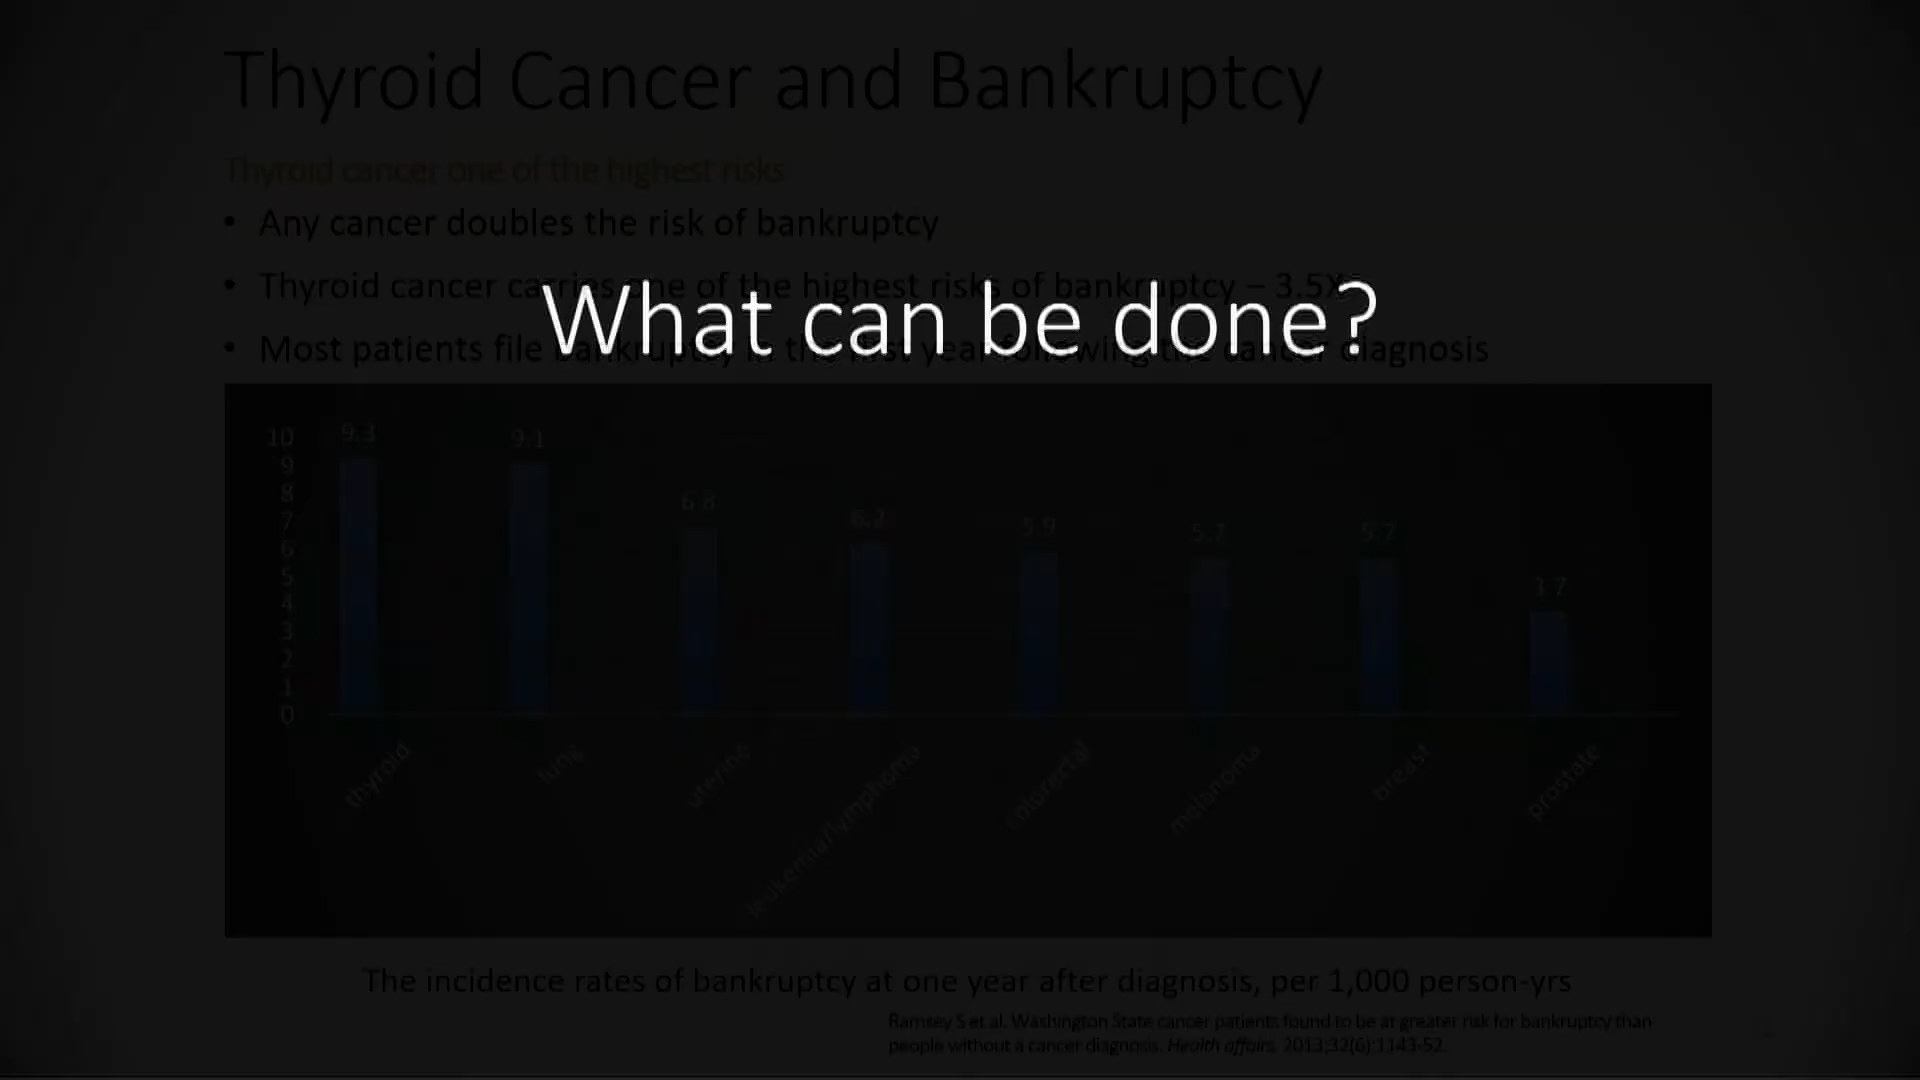 Thyroid Cancer and Bankruptcy
Thyroid cancer one of the highest risks
• Any cancer doubles the risk of bankruptcy
• Thyroid cancer carries one of the highest risks of bankruptcy – 3.5X
What can be done?
• Most patients file bankruptcy in the first year following the cancer diagnosis
10
9
8
7
6
5
4
3
2
1
0
9.3
9.1
6.8
6.2
5.9
5.7
5.7
3.7
thyroid
lung
uterine
leukemia/lymphoma
colorectal
melanoma
breast
prostate
The incidence rates of bankruptcy at one year after diagnosis, per 1,000 person-yrs
Ramsey S et al. Washington State cancer patients found to be at greater risk for bankruptcy than
people without a cancer diagnosis. Health affairs. 2013;32(6):1143-52.